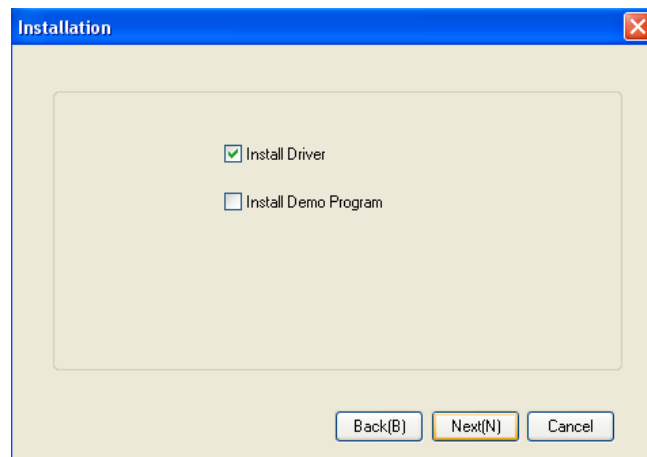 Installation
Install Driver
Install Demo Program
Back(B) Next(N) Cancel